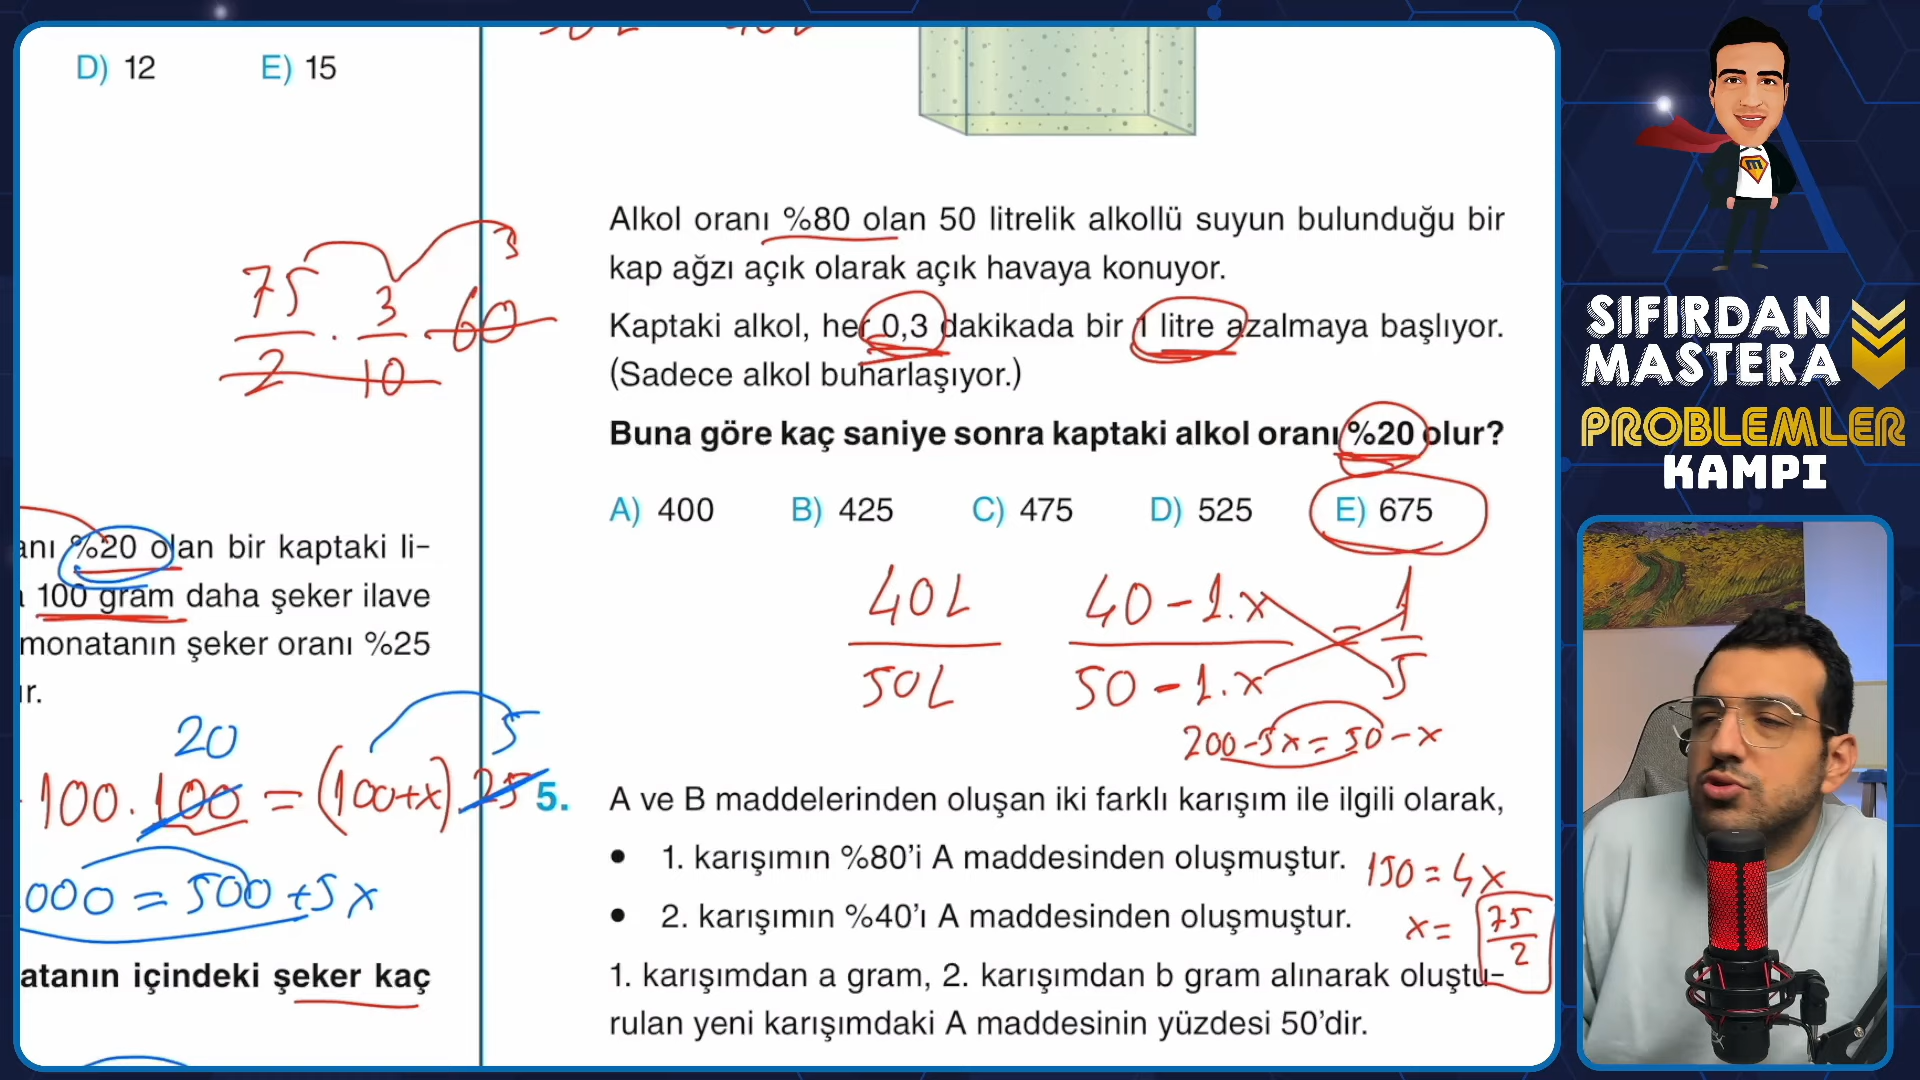 D) 12 E) 15
75/2 . 3/10 . 60 3
anı %20 olan bir kaptaki li-
100 gram daha şeker ilave
monatanın şeker oranı %25
ır.
20 5
100.100 = (100+x).25
000 = 500+5x
atanın içindeki şeker kaç
Alkol oranı %80 olan 50 litrelik alkollü suyun bulunduğu bir
kap ağzı açık olarak açık havaya konuyor.
Kaptaki alkol, her 0,3 dakikada bir 1 litre azalmaya başlıyor.
(Sadece alkol buharlaşıyor.)
Buna göre kaç saniye sonra kaptaki alkol oranı %20 olur?
A) 400 B) 425 C) 475 D) 525 E) 675
40L 40-1.x = 1
50L 50-1.x 5
200-5x=50-x
150=4x
x= 75/2
5. A ve B maddelerinden oluşan iki farklı karışım ile ilgili olarak,
• 1. karışımın %80'i A maddesinden oluşmuştur.
• 2. karışımın %40'ı A maddesinden oluşmuştur.
1. karışımdan a gram, 2. karışımdan b gram alınarak oluştu-
rulan yeni karışımdaki A maddesinin yüzdesi 50'dir.
SIFIRDAN
MASTERA
PROBLEMLER
KAMPI